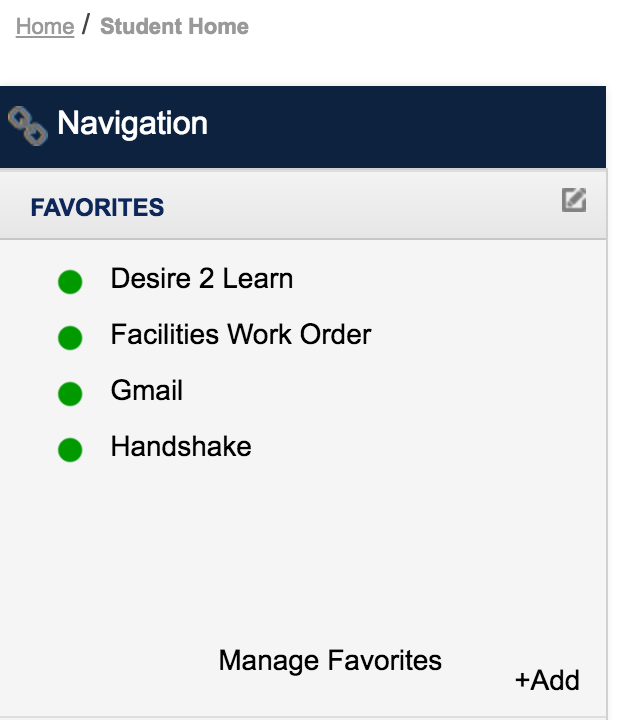 Home / Student Home
Navigation
FAVORITES
Desire 2 Learn
Facilities Work Order
Gmail
Handshake
Manage Favorites
+Add